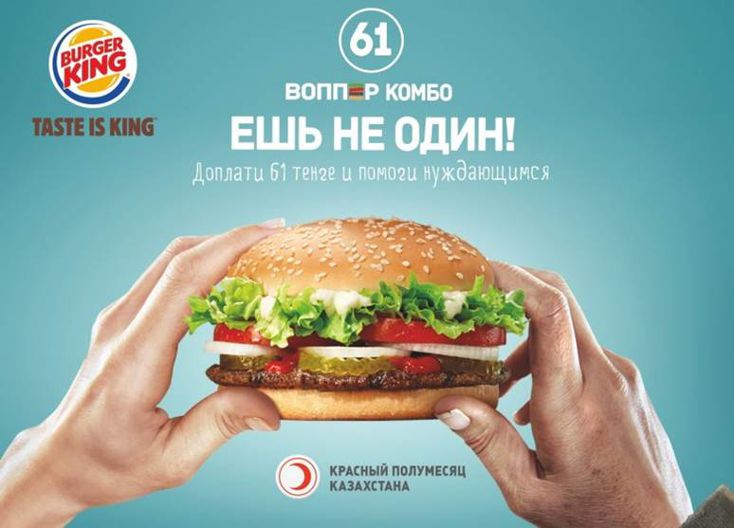 BURGER
KING
TASTE IS KING
61
ВОППЕР КОМБО
ЕШЬ НЕ ОДИН!
Доплати 61 тенге и помоги нуждающимся
КРАСНЫЙ ПОЛУМЕСЯЦ
КАЗАХСТАНА